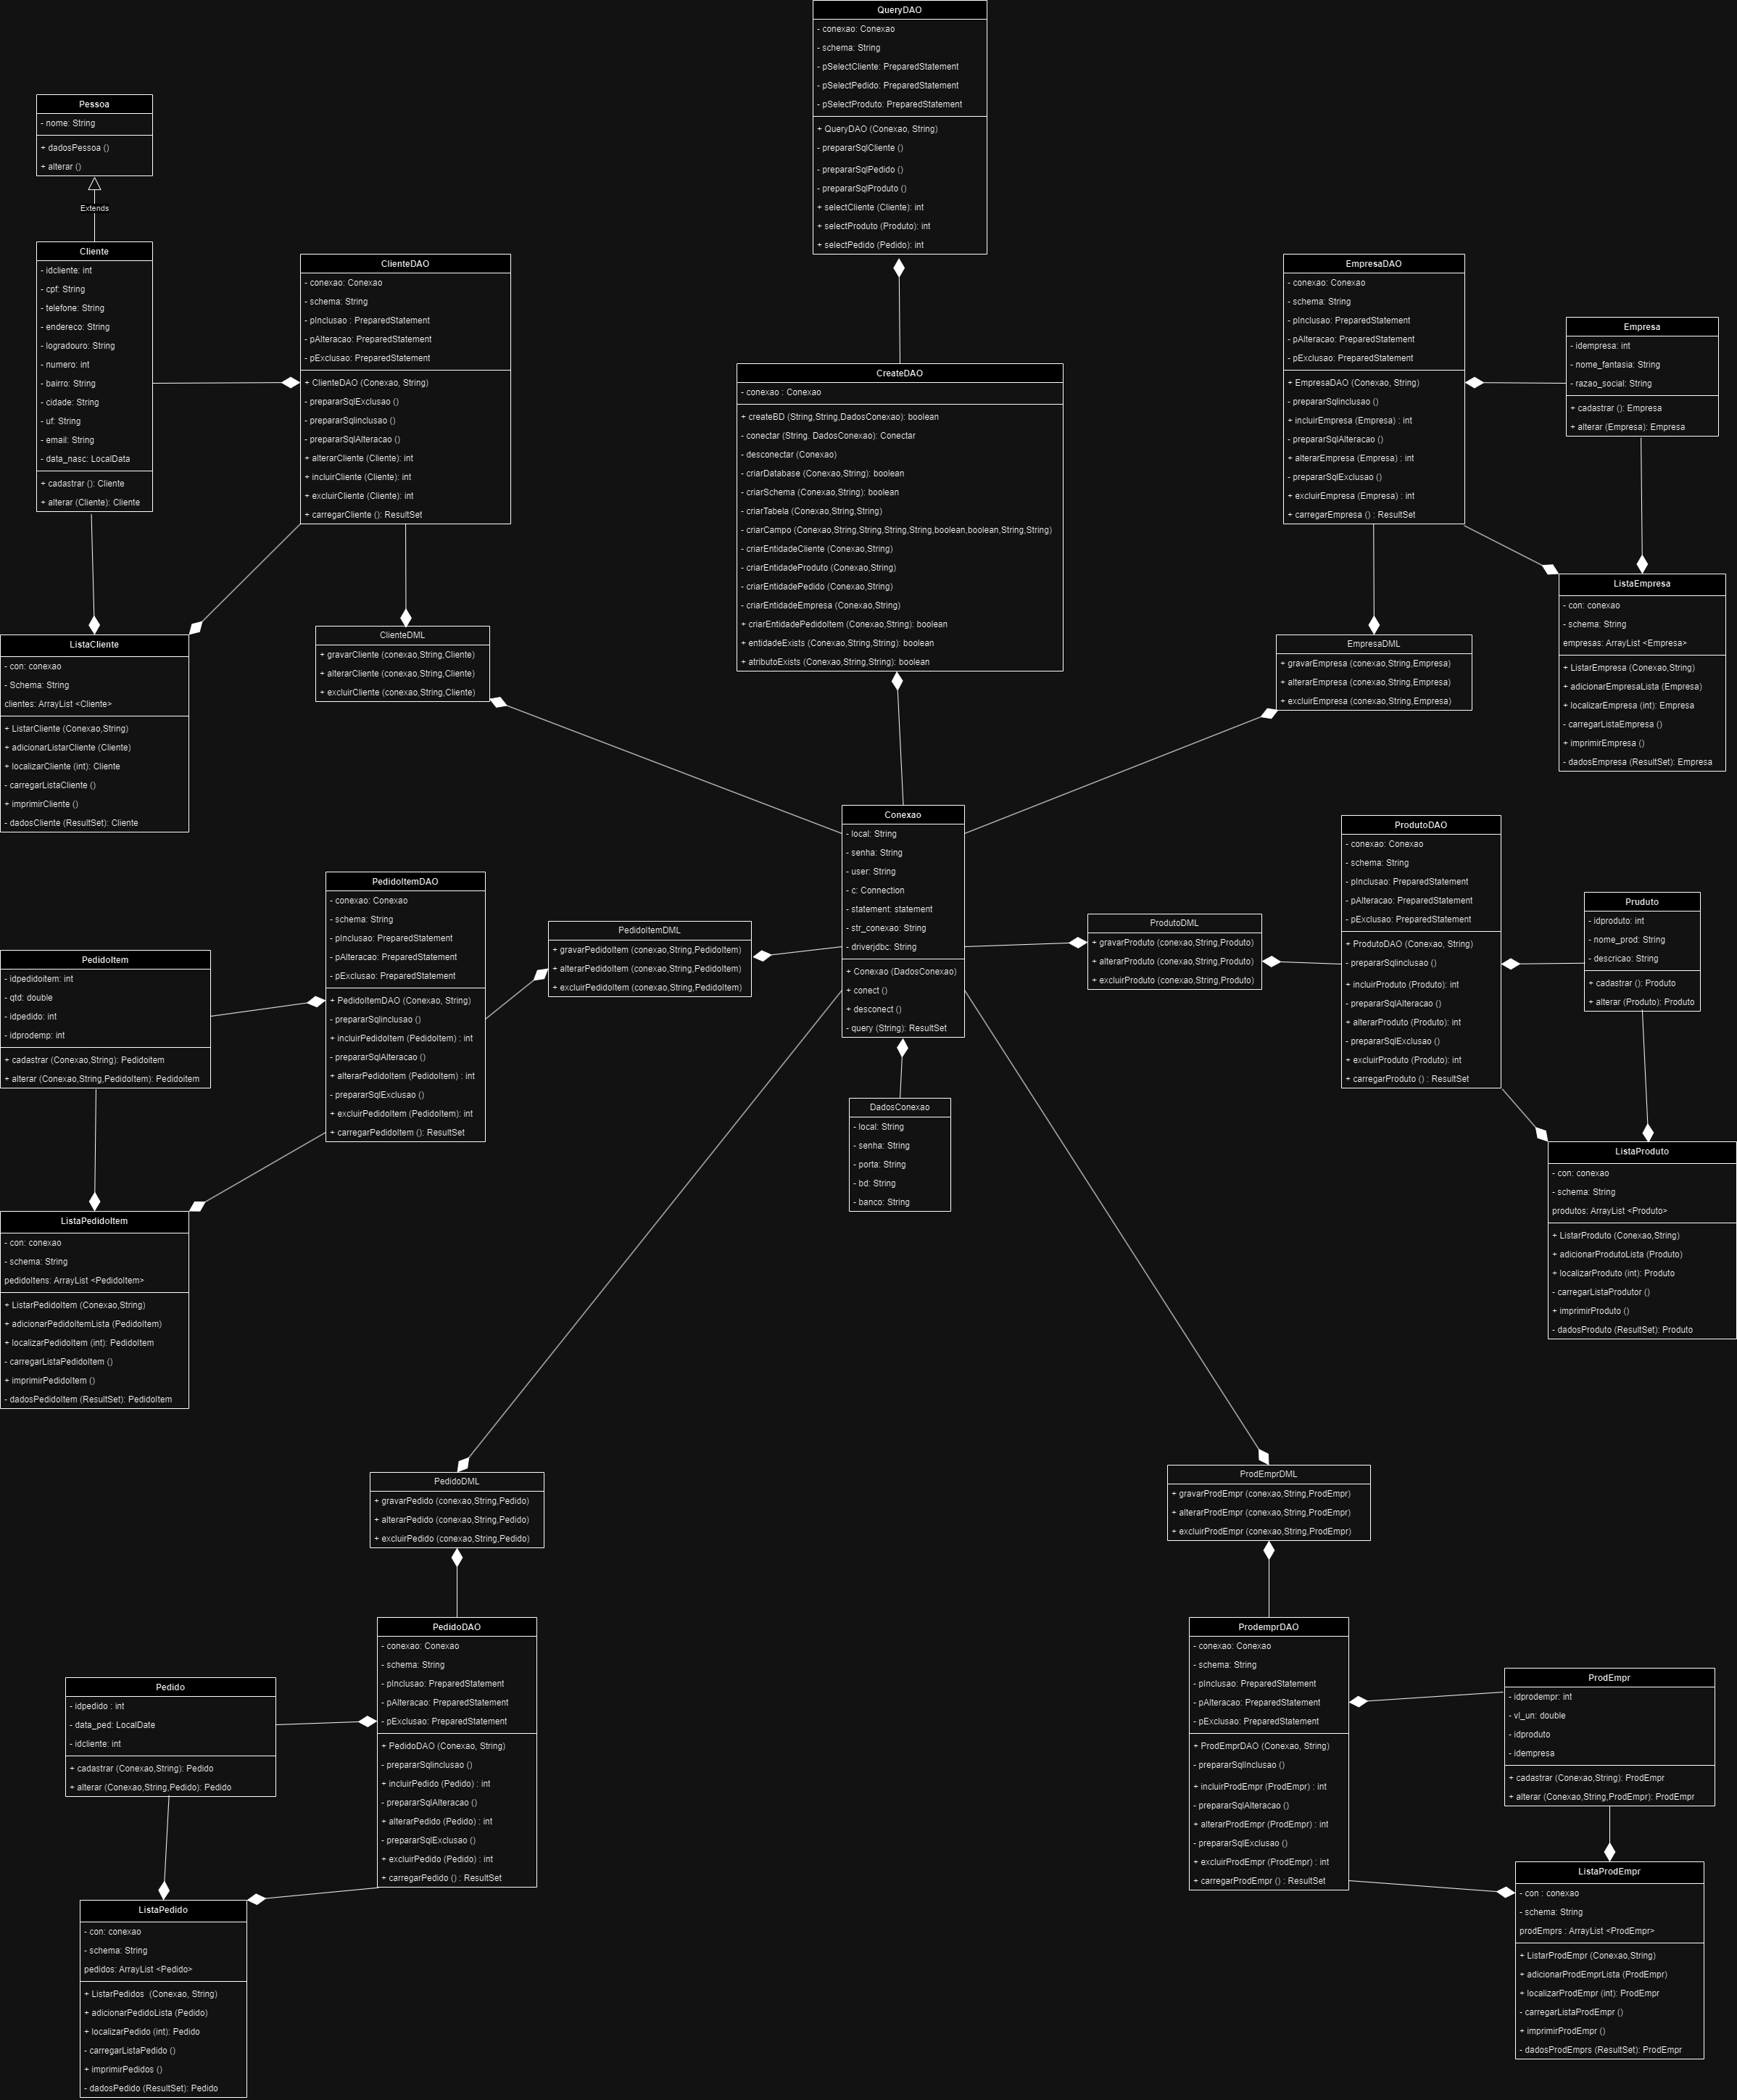 QueryDAO
- conexao: Conexao
- schema: String
- pSelectCliente: PreparedStatement
- pSelectPedido: PreparedStatement
- pSelectProduto: PreparedStatement
+ QueryDAO (Conexao, String)
- prepararSqlCliente ()
- prepararSqlPedido ()
- prepararSqlProduto ()
+ selectCliente (Cliente): int
+ selectProduto (Produto): int
+ selectPedido (Pedido): int
Pessoa
- nome: String
+ dadosPessoa ()
+ alterar ()
Extends
Cliente
- idcliente: int
- cpf: String
- telefone: String
- endereco: String
- logradouro: String
- numero: int
- bairro: String
- cidade: String
- uf: String
- email: String
- data_nasc: LocalData
+ cadastrar (): Cliente
+ alterar (Cliente): Cliente
ClienteDAO
- conexao: Conexao
- schema: String
- pInclusao : PreparedStatement
- pAlteracao: PreparedStatement
- pExclusao: PreparedStatement
+ ClienteDAO (Conexao, String)
- prepararSqlExclusao ()
- prepararSqlinclusao ()
- prepararSqlAlteracao ()
+ alterarCliente (Cliente): int
+ incluirCliente (Cliente): int
+ excluirCliente (Cliente): int
+ carregarCliente (): ResultSet
CreateDAO
- conexao : Conexao
+ createBD (String,String,DadosConexao): boolean
- conectar (String. DadosConexao): Conectar
- desconectar (Conexao)
- criarDatabase (Conexao,String): boolean
- criarSchema (Conexao,String): boolean
- criarTabela (Conexao,String,String)
- criarCampo (Conexao,String,String,String,String,boolean,boolean,String,String)
- criarEntidadeCliente (Conexao,String)
- criarEntidadeProduto (Conexao,String)
- criarEntidadePedido (Conexao,String)
- criarEntidadeEmpresa (Conexao,String)
+ criarEntidadePedidoItem (Conexao,String): boolean
+ entidadeExists (Conexao,String,String): boolean
+ atributoExists (Conexao,String,String): boolean
EmpresaDAO
- conexao: Conexao
- schema: String
- pInclusao: PreparedStatement
- pAlteracao: PreparedStatement
- pExclusao: PreparedStatement
+ EmpresaDAO (Conexao, String)
- prepararSqlinclusao ()
+ incluirEmpresa (Empresa) : int
- prepararSqlAlteracao ()
+ alterarEmpresa (Empresa) : int
- prepararSqlExclusao ()
+ excluirEmpresa (Empresa) : int
+ carregarEmpresa () : ResultSet
Empresa
- idempresa: int
- nome_fantasia: String
- razao_social: String
+ cadastrar (): Empresa
+ alterar (Empresa): Empresa
ListaEmpresa
- con: conexao
- schema: String
empresas: ArrayList <Empresa>
+ ListarEmpresa (Conexao,String)
+ adicionarEmpresaLista (Empresa)
+ localizarEmpresa (int): Empresa
- carregarListaEmpresa ()
+ imprimirEmpresa ()
- dadosEmpresa (ResultSet): Empresa
EmpresaDML
+ gravarEmpresa (conexao,String,Empresa)
+ alterarEmpresa (conexao,String,Empresa)
+ excluirEmpresa (conexao,String,Empresa)
ClienteDML
+ gravarCliente (conexao,String,Cliente)
+ alterarCliente (conexao,String,Cliente)
+ excluirCliente (conexao,String,Cliente)
ListaCliente
- con: conexao
- Schema: String
clientes: ArrayList <Cliente>
+ ListarCliente (Conexao,String)
+ adicionarListarCliente (Cliente)
+ localizarCliente (int): Cliente
- carregarListaCliente ()
+ imprimirCliente ()
- dadosCliente (ResultSet): Cliente
Conexao
- local: String
- senha: String
- user: String
- c: Connection
- statement: statement
- str_conexao: String
- driverjdbc: String
+ Conexao (DadosConexao)
+ conect ()
+ desconect ()
- query (String): ResultSet
DadosConexao
- local: String
- senha: String
- porta: String
- bd: String
- banco: String
PedidoItemDAO
- conexao: Conexao
- schema: String
- pInclusao: PreparedStatement
- pAlteracao: PreparedStatement
- pExclusao: PreparedStatement
+ PedidoItemDAO (Conexao, String)
- prepararSqlinclusao ()
+ incluirPedidoItem (PedidoItem) : int
- prepararSqlAlteracao ()
+ alterarPedidoItem (PedidoItem) : int
- prepararSqlExclusao ()
+ excluirPedidoItem (PedidoItem): int
+ carregarPedidoItem (): ResultSet
PedidoItemDML
+ gravarPedidoItem (conexao,String,PedidoItem)
+ alterarPedidoItem (conexao,String,PedidoItem)
+ excluirPedidoItem (conexao,String,PedidoItem)
PedidoItem
- idpedidoitem: int
- qtd: double
- idpedido: int
- idprodemp: int
+ cadastrar (Conexao,String): Pedidoitem
+ alterar (Conexao,String,PedidoItem): Pedidoitem
ListaPedidoItem
- con: conexao
- schema: String
pedidoItens: ArrayList <PedidoItem>
+ ListarPedidoItem (Conexao,String)
+ adicionarPedidoItemLista (PedidoItem)
+ localizarPedidoItem (int): PedidoItem
- carregarListaPedidoItem ()
+ imprimirPedidoItem ()
- dadosPedidoItem (ResultSet): PedidoItem
ProdutoDML
+ gravarProduto (conexao,String,Produto)
+ alterarProduto (conexao,String,Produto)
+ excluirProduto (conexao,String,Produto)
ProdutoDAO
- conexao: Conexao
- schema: String
- pInclusao: PreparedStatement
- pAlteracao: PreparedStatement
- pExclusao: PreparedStatement
+ ProdutoDAO (Conexao, String)
- prepararSqlinclusao ()
+ incluirProduto (Produto): int
- prepararSqlAlteracao ()
+ alterarProduto (Produto): int
- prepararSqlExclusao ()
+ excluirProduto (Produto): int
+ carregarProduto () : ResultSet
Pruduto
- idproduto: int
- nome_prod: String
- descricao: String
+ cadastrar (): Produto
+ alterar (Produto): Produto
ListaProduto
- con: conexao
- schema: String
produtos: ArrayList <Produto>
+ ListarProduto (Conexao,String)
+ adicionarProdutoLista (Produto)
+ localizarProduto (int): Produto
- carregarListaProdutor ()
+ imprimirProduto ()
- dadosProduto (ResultSet): Produto
PedidoDML
+ gravarPedido (conexao,String,Pedido)
+ alterarPedido (conexao,String,Pedido)
+ excluirPedido (conexao,String,Pedido)
PedidoDAO
- conexao: Conexao
- schema: String
- pInclusao: PreparedStatement
- pAlteracao: PreparedStatement
- pExclusao: PreparedStatement
+ PedidoDAO (Conexao, String)
- prepararSqlinclusao ()
+ incluirPedido (Pedido) : int
- prepararSqlAlteracao ()
+ alterarPedido (Pedido) : int
- prepararSqlExclusao ()
+ excluirPedido (Pedido) : int
+ carregarPedido () : ResultSet
Pedido
- idpedido : int
- data_ped: LocalDate
- idcliente: int
+ cadastrar (Conexao,String): Pedido
+ alterar (Conexao,String,Pedido): Pedido
ListaPedido
- con: conexao
- schema: String
pedidos: ArrayList <Pedido>
+ ListarPedidos (Conexao, String)
+ adicionarPedidoLista (Pedido)
+ localizarPedido (int): Pedido
- carregarListaPedido ()
+ imprimirPedidos ()
- dadosPedido (ResultSet): Pedido
ProdEmprDML
+ gravarProdEmpr (conexao,String,ProdEmpr)
+ alterarProdEmpr (conexao,String,ProdEmpr)
+ excluirProdEmpr (conexao,String,ProdEmpr)
ProdemprDAO
- conexao: Conexao
- schema: String
- pInclusao: PreparedStatement
- pAlteracao: PreparedStatement
- pExclusao: PreparedStatement
+ ProdEmprDAO (Conexao, String)
- prepararSqlInclusao ()
+ incluirProdEmpr (ProdEmpr) : int
- prepararSqlAlteracao ()
+ alterarProdEmpr (ProdEmpr) : int
- prepararSqlExclusao ()
+ excluirProdEmpr (ProdEmpr) : int
+ carregarProdEmpr () : ResultSet
ProdEmpr
- idprodempr: int
- vl_un: double
- idproduto
- idempresa
+ cadastrar (Conexao,String): ProdEmpr
+ alterar (Conexao,String,ProdEmpr): ProdEmpr
ListaProdEmpr
- con : conexao
- schema: String
prodEmprs : ArrayList <ProdEmpr>
+ ListarProdEmpr (Conexao,String)
+ adicionarProdEmprLista (ProdEmpr)
+ localizarProdEmpr (int): ProdEmpr
- carregarListaProdEmpr ()
+ imprimirProdEmpr ()
- dadosProdEmprs (ResultSet): ProdEmpr